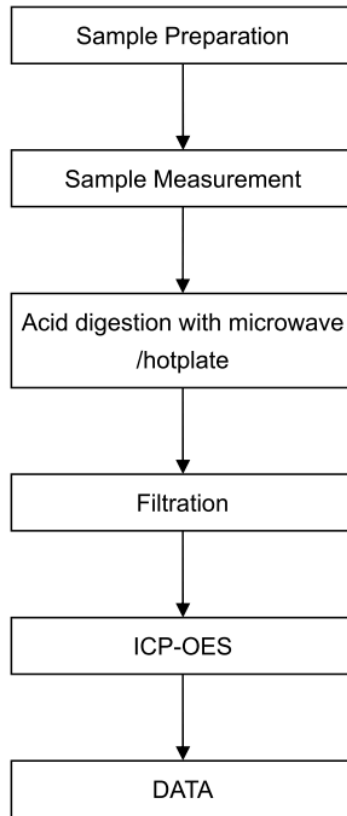 Sample Preparation
Sample Measurement
Acid digestion with microwave
/hotplate
Filtration
ICP-OES
DATA